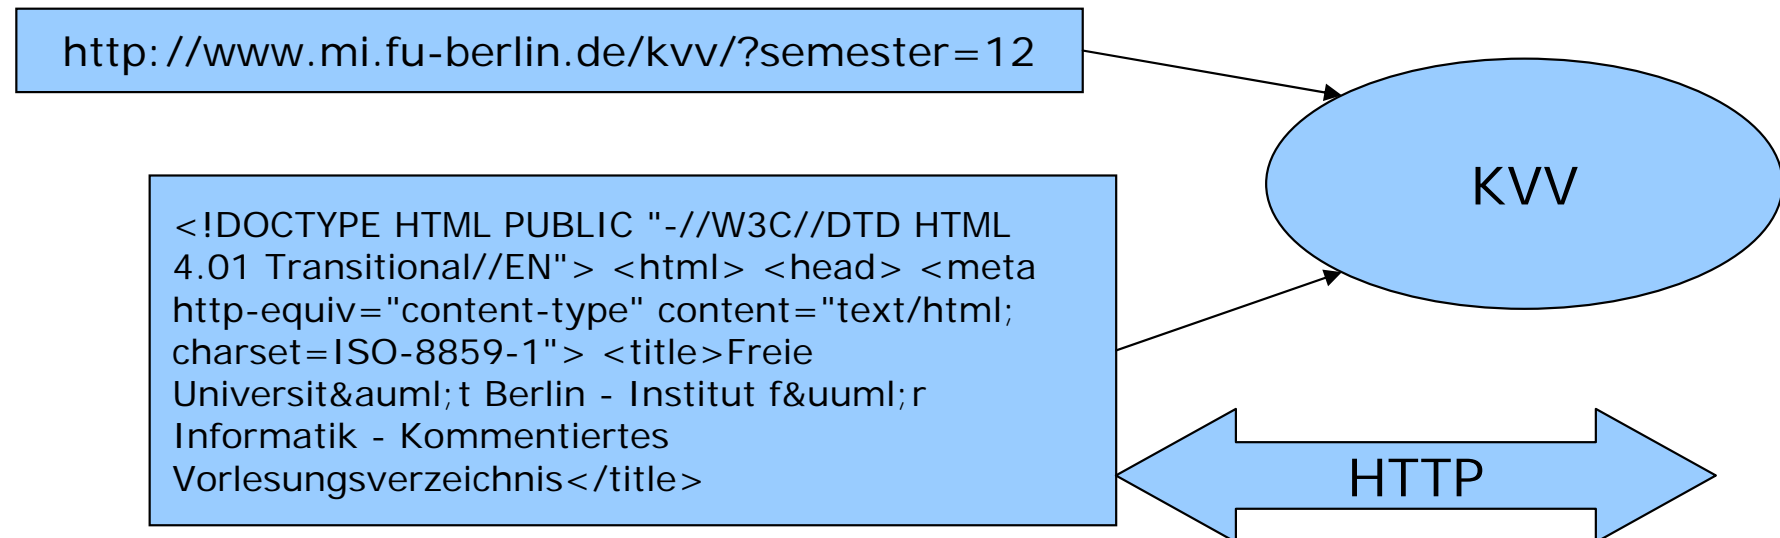 http://www.mi.fu-berlin.de/kvv/?semester=12
KVV
<!DOCTYPE HTML PUBLIC "-//W3C//DTD HTML
4.01 Transitional//EN"> <html> <head> <meta
http-equiv="content-type" content="text/html;
charset=ISO-8859-1"> <title>Freie
Universit&auml;t Berlin - Institut f&uuml;r
Informatik - Kommentiertes
Vorlesungsverzeichnis</title>
HTTP